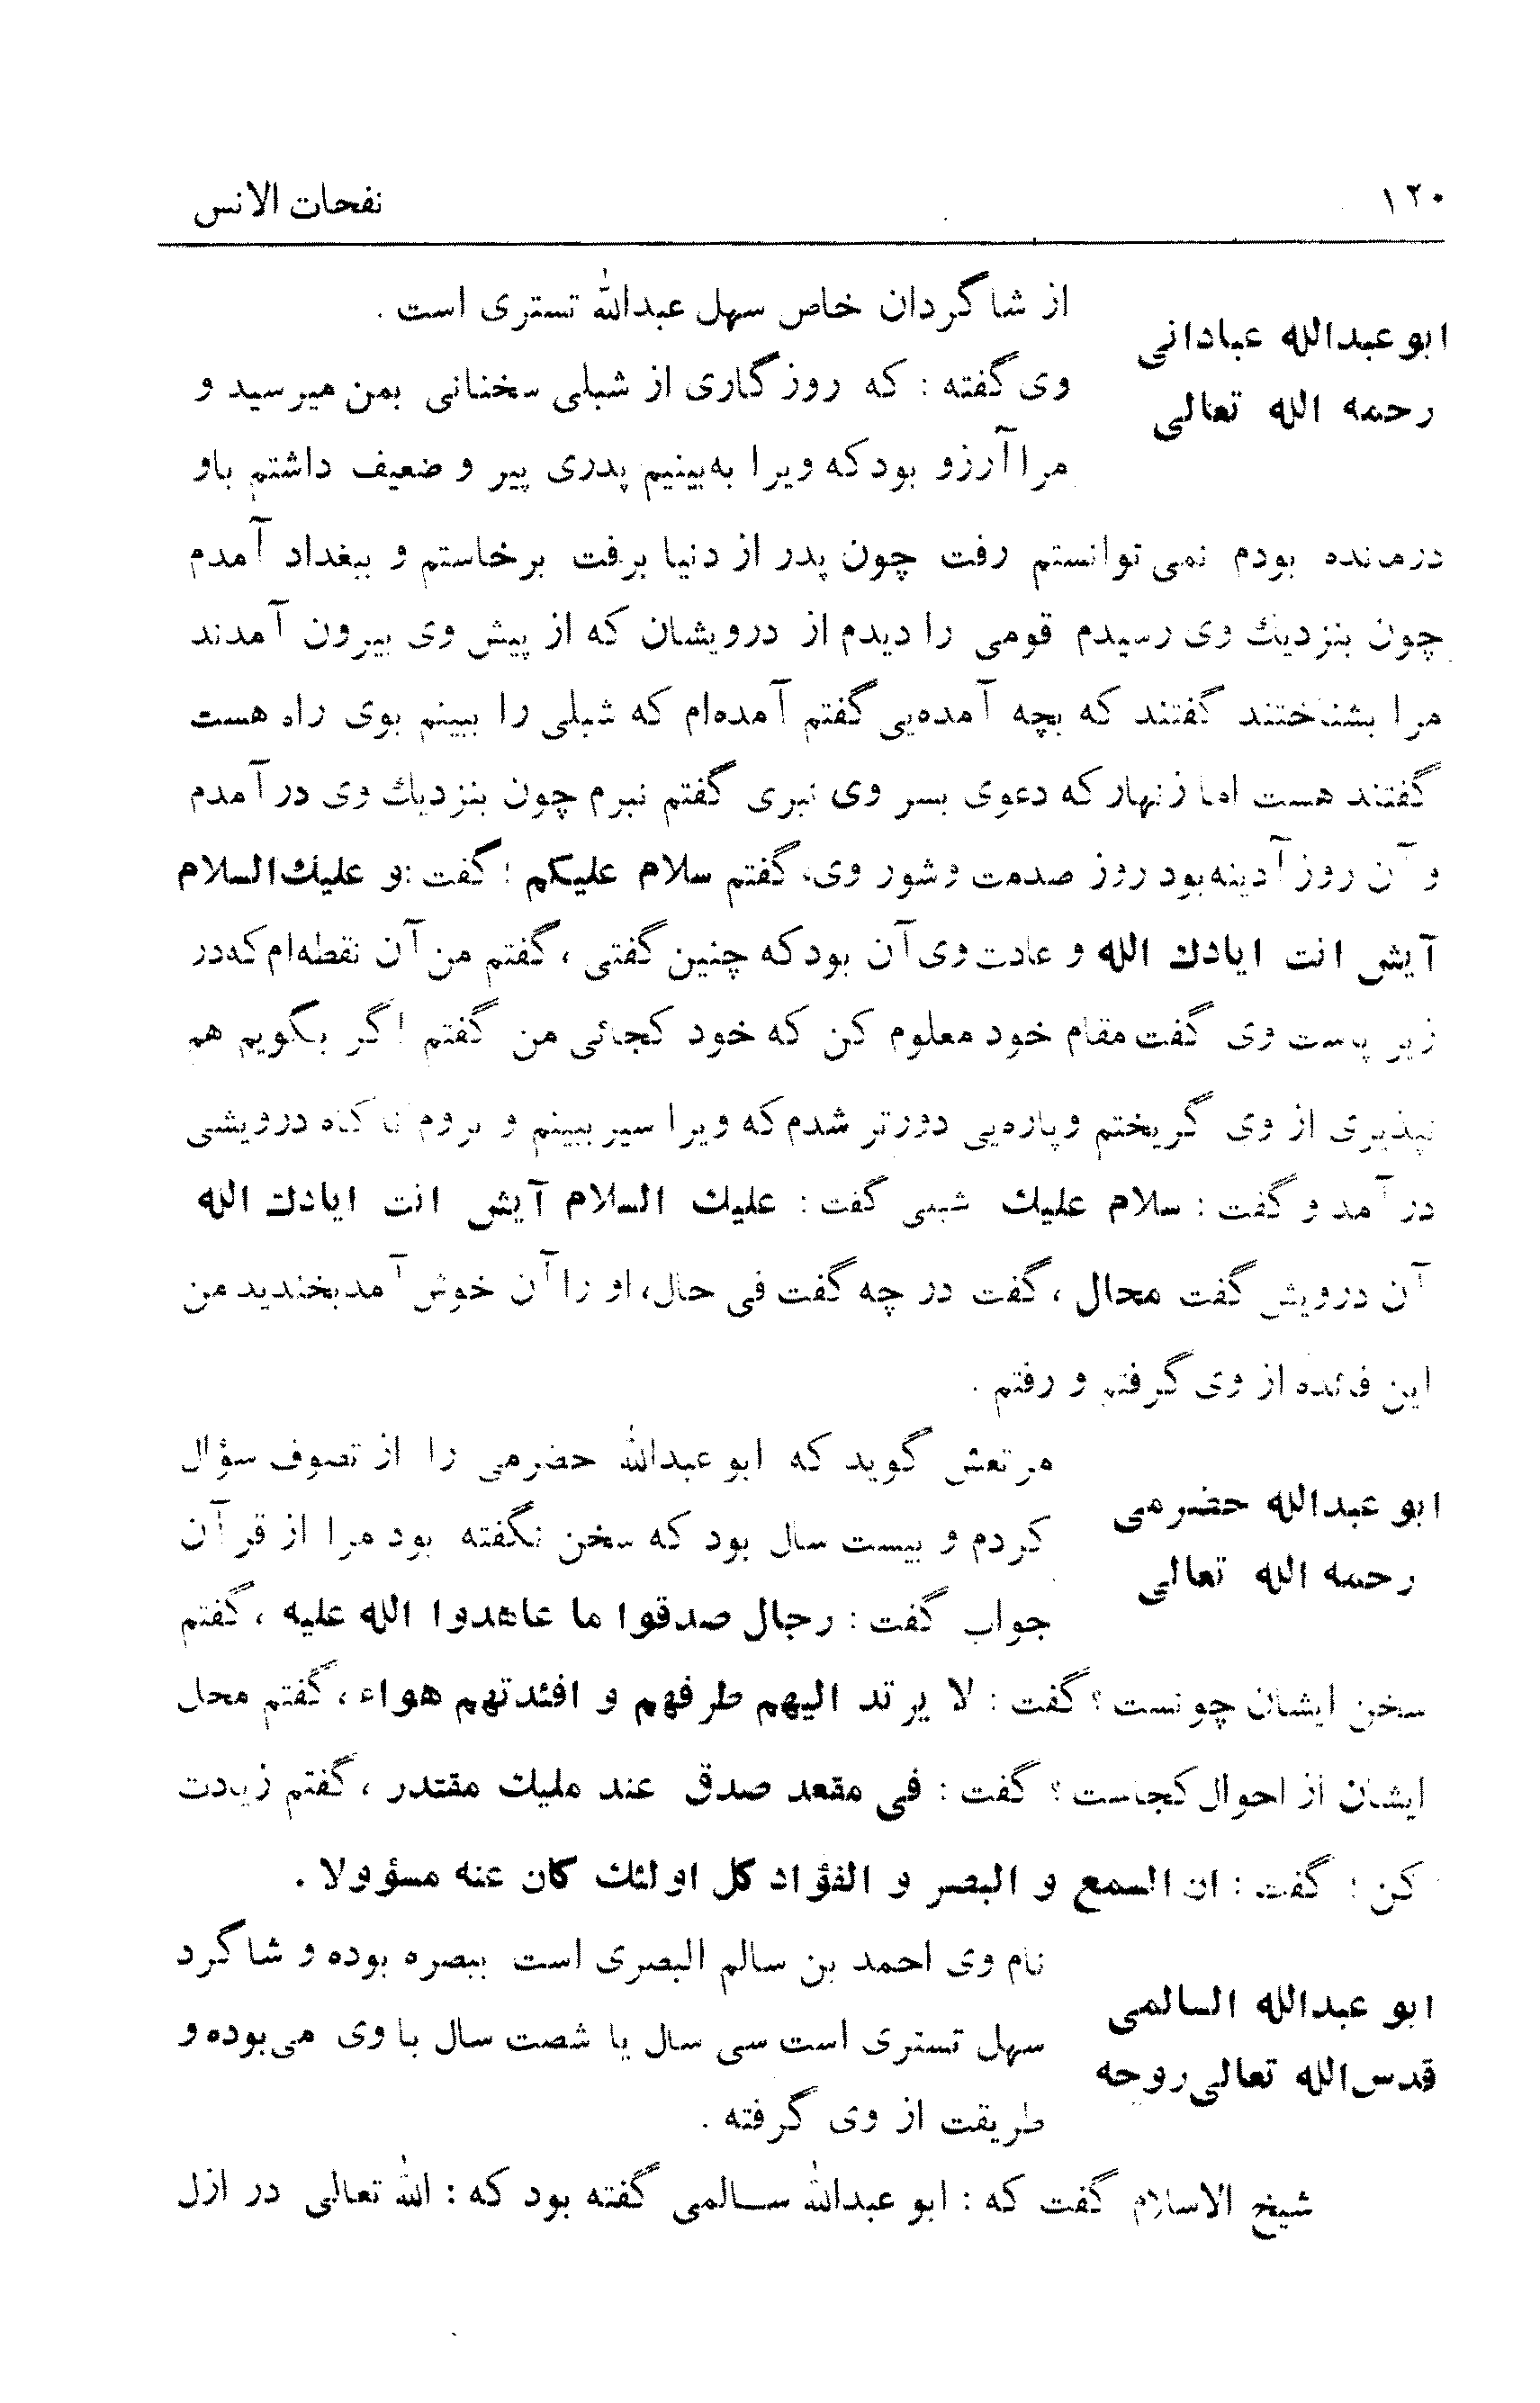 ۱۲۰
نفحات الانس
ابو عبدالله عبادانی
رحمه الله تعالی
از شاگردان خاص سهل عبدالله تستری است .
وی گفته : که روزگاری از شبلی سخنانی بمن میرسید و
مرا آرزو بود که ویرا به‌بینیم پدری پیر و ضعیف داشتم باو
درمانده بودم نمی‌توانستم رفت چون پدر از دنیا برفت برخاستم و ببغداد آمدم
چون بنزدیك وی رسیدم قومی را دیدم از درویشان که از پیش وی بیرون آمدند
مرا بشناختند گفتند که بچه آمده‌یی گفتم آمده‌ام که شبلی را ببینم بوی راه هست
گفتند هست اما زنهار که دعوی بسر وی نبری گفتم نبرم چون بنزدیك وی در آمدم
و آن روز آدینه بود روز صدمت و شور وی، گفتم سلام علیکم ؛ گفت : و علیك السلام
آیش انت ابادك الله و عادت وی آن بود که چنین گفتی ، گفتم من آن نقطه‌ام که در
زیر باست وی گفت مقام خود معلوم کن که خود کجائی من گفتم اگر بگویم هم
نپذیری از وی گریختم و پاره‌یی دورتر شدم که ویرا سیر ببینم و بروم ناگاه درویشی
در آمد و گفت : سلام علیك شبلی گفت : علیك السلام آیش انت ابادك الله
آن درویش گفت محال ، گفت در چه گفت فی حال، او را آن خوش آمد بخندید من
این فائده از وی گرفتم و رفتم .
ابو عبدالله حضرمی
رحمه الله تعالی
مرتعش گوید که ابو عبدالله حضرمی را از تصوف سؤال
کردم و بیست سال بود که سخن نگفته بود مرا از قرآن
جواب گفت : رجال صدقوا ما عاهدوا الله علیه ، گفتم
سخن ایشان چونست ؟ گفت : لا یرتد الیهم طرفهم و افئدتهم هواء ، گفتم محل
ایشان از احوال کجاست ؟ گفت : فی مقعد صدق عند ملیك مقتدر ، گفتم زیادت
کن ؛ گفت : ان السمع و البصر و الفؤاد کل اولئك کان عنه مسؤولا .
ابو عبدالله السالمی
قدس الله تعالی روحه
نام وی احمد بن سالم البصری است ببصره بوده و شاگرد
سهل تستری است سی سال یا شصت سال با وی می‌بوده و
طریقت از وی گرفته .
شیخ الاسلام گفت که : ابو عبدالله سالمی گفته بود که : الله تعالی در ازل